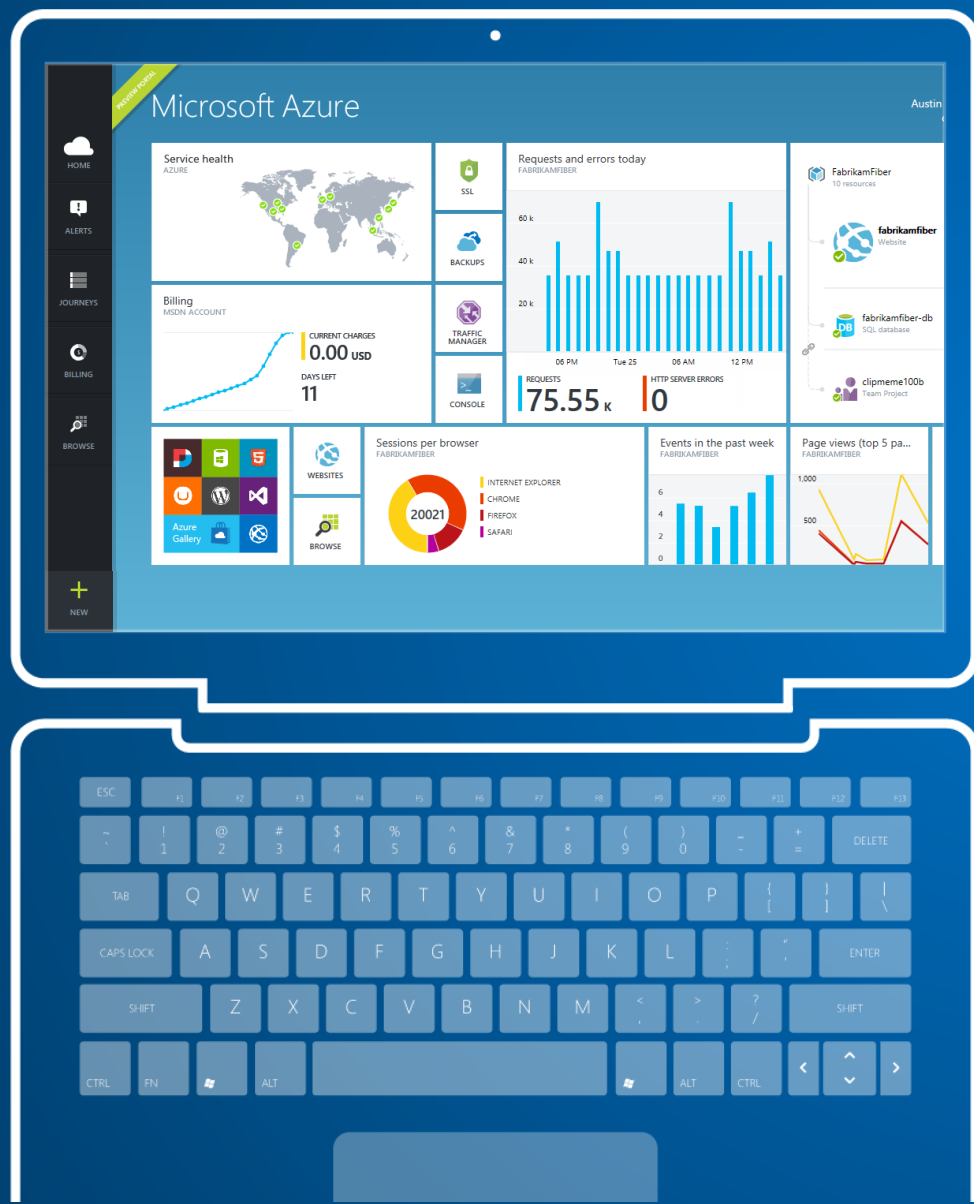 PREVIEW PORTAL
Microsoft Azure
Austin
HOME
ALERTS
JOURNEYS
BILLING
BROWSE
NEW
Service health
AZURE
SSL
BACKUPS
Requests and errors today
FABRIKAMFIBER
60 k
40 k
20 k
06 PM Tue 25 06 AM 12 PM
REQUESTS
75.55 K
HTTP SERVER ERRORS
0
FabrikamFiber
10 resources
fabrikamfiber
Website
DB
fabrikamfiber-db
SQL database
clipmeme100b
Team Project
Billing
MSDN ACCOUNT
CURRENT CHARGES
0.00 USD
DAYS LEFT
11
TRAFFIC
MANAGER
CONSOLE
5
Azure
Gallery
WEBSITES
BROWSE
Sessions per browser
FABRIKAMFIBER
20021
INTERNET EXPLORER
CHROME
FIREFOX
SAFARI
Events in the past week
FABRIKAMFIBER
6
4
2
0
Page views (top 5 pa...
FABRIKAMFIBER
1,000
500
ESC F1 F2 F3 F4 F5 F6 F7 F8 F9 F10 F11 F12 F13
~ ! @ # $ % ^ & * ( ) _ +
` 1 2 3 4 5 6 7 8 9 0 - = DELETE
TAB Q W E R T Y U I O P { } |
[ ] \
CAPS LOCK A S D F G H J K L : " ENTER
; '
SHIFT Z X C V B N M < > ? SHIFT
, . /
CTRL FN ALT ALT CTRL